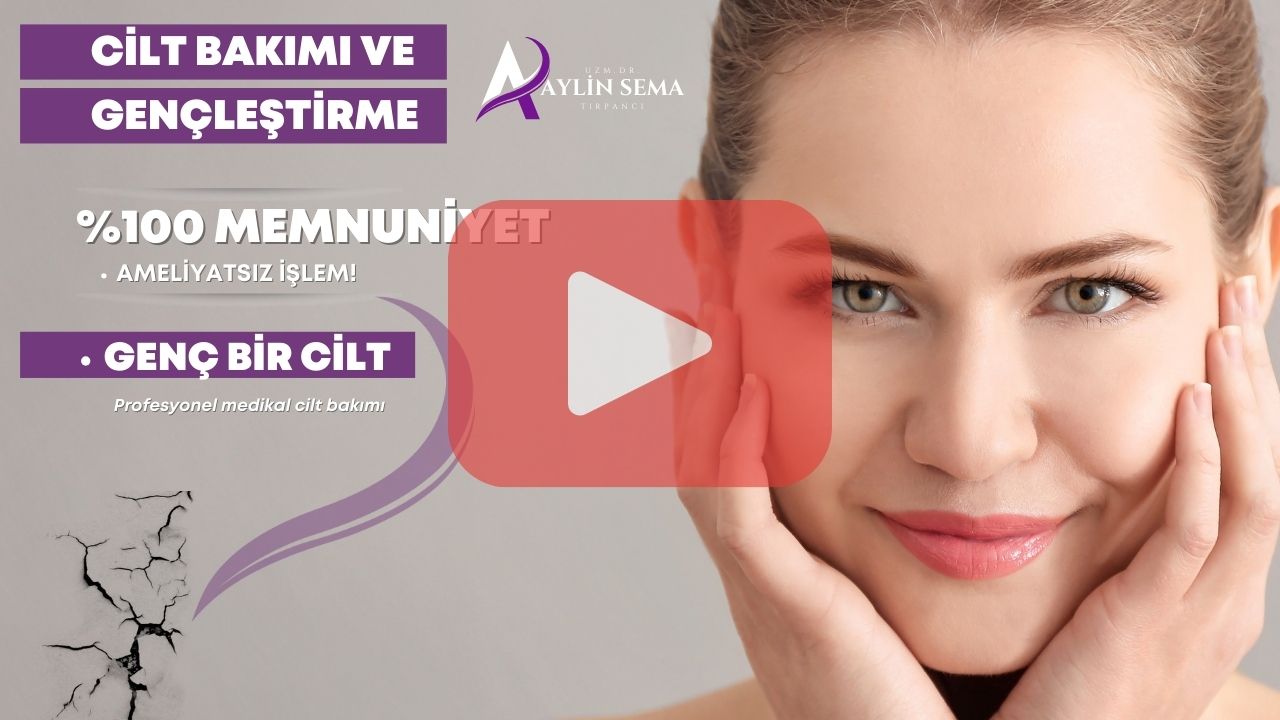 CİLT BAKIMI VE
GENÇLEŞTİRME
UZM.DR.
AYLİN SEMA
TIRPANCI
%100 MEMNUNİYET
• AMELİYATSIZ İŞLEM!
• GENÇ BİR CİLT
Profesyonel medikal cilt bakımı